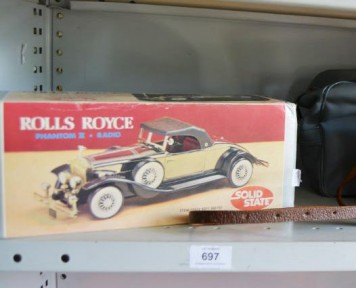 ROLLS ROYCE
PHANTOM II • RADIO
SOLID
STATE
697